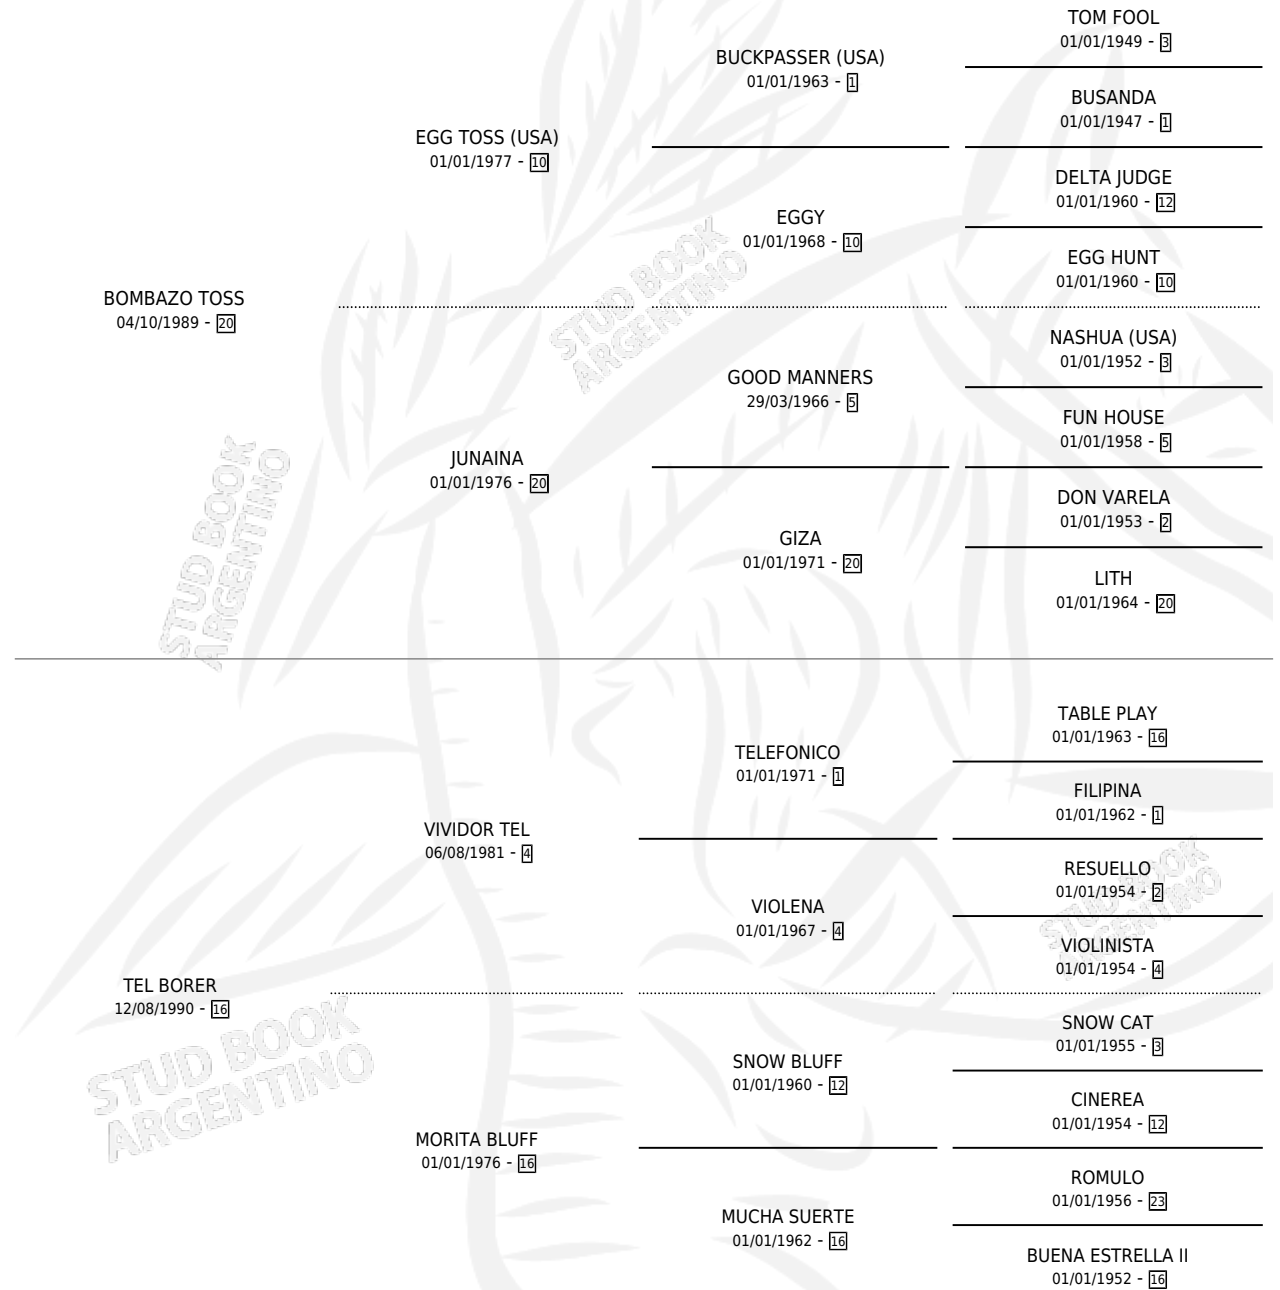 TOM FOOL
01/01/1949 - 3
BUCKPASSER (USA)
01/01/1963 - 1
BUSANDA
01/01/1947 - 1
EGG TOSS (USA)
01/01/1977 - 10
DELTA JUDGE
01/01/1960 - 12
EGGY
01/01/1968 - 10
EGG HUNT
01/01/1960 - 10
BOMBAZO TOSS
04/10/1989 - 20
NASHUA (USA)
01/01/1952 - 3
GOOD MANNERS
29/03/1966 - 5
FUN HOUSE
01/01/1958 - 5
JUNAINA
01/01/1976 - 20
DON VARELA
01/01/1953 - 2
GIZA
01/01/1971 - 20
LITH
01/01/1964 - 20
TABLE PLAY
01/01/1963 - 16
TELEFONICO
01/01/1971 - 1
FILIPINA
01/01/1962 - 1
VIVIDOR TEL
06/08/1981 - 4
RESUELLO
01/01/1954 - 2
VIOLENA
01/01/1967 - 4
VIOLINISTA
01/01/1954 - 4
TEL BORER
12/08/1990 - 16
SNOW CAT
01/01/1955 - 3
SNOW BLUFF
01/01/1960 - 12
CINEREA
01/01/1954 - 12
MORITA BLUFF
01/01/1976 - 16
ROMULO
01/01/1956 - 23
MUCHA SUERTE
01/01/1962 - 16
BUENA ESTRELLA II
01/01/1952 - 16
STUD BOOK
ARGENTINO
STUD BOOK
ARGENTINO
STUD BOOK
ARGENTINO
STUD BOOK
ARGENTINO